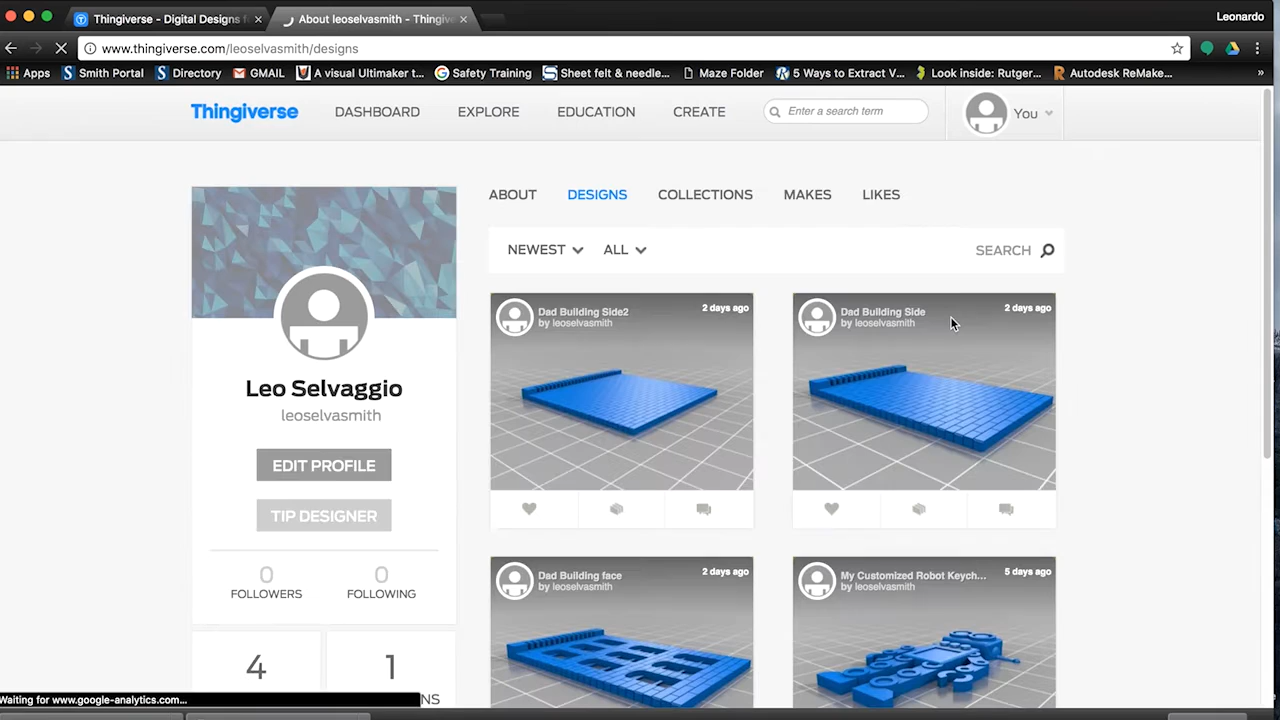 Thingiverse - Digital Designs f
About leoselvasmith - Thingive
Leonardo
www.thingiverse.com/leoselvasmith/designs
Apps
Smith Portal
Directory
GMAIL
A visual Ultimaker t...
Safety Training
Sheet felt & needle...
Maze Folder
5 Ways to Extract V...
Look inside: Rutger...
Autodesk ReMake...
»
Thingiverse
DASHBOARD
EXPLORE
EDUCATION
CREATE
Enter a search term
You
ABOUT
DESIGNS
COLLECTIONS
MAKES
LIKES
NEWEST
ALL
SEARCH
Leo Selvaggio
leoselvasmith
EDIT PROFILE
TIP DESIGNER
0
FOLLOWERS
0
FOLLOWING
4
1
NS
Dad Building Side2
by leoselvasmith
2 days ago
Dad Building Side
by leoselvasmith
2 days ago
Dad Building face
by leoselvasmith
2 days ago
My Customized Robot Keych...
by leoselvasmith
5 days ago
Waiting for www.google-analytics.com...